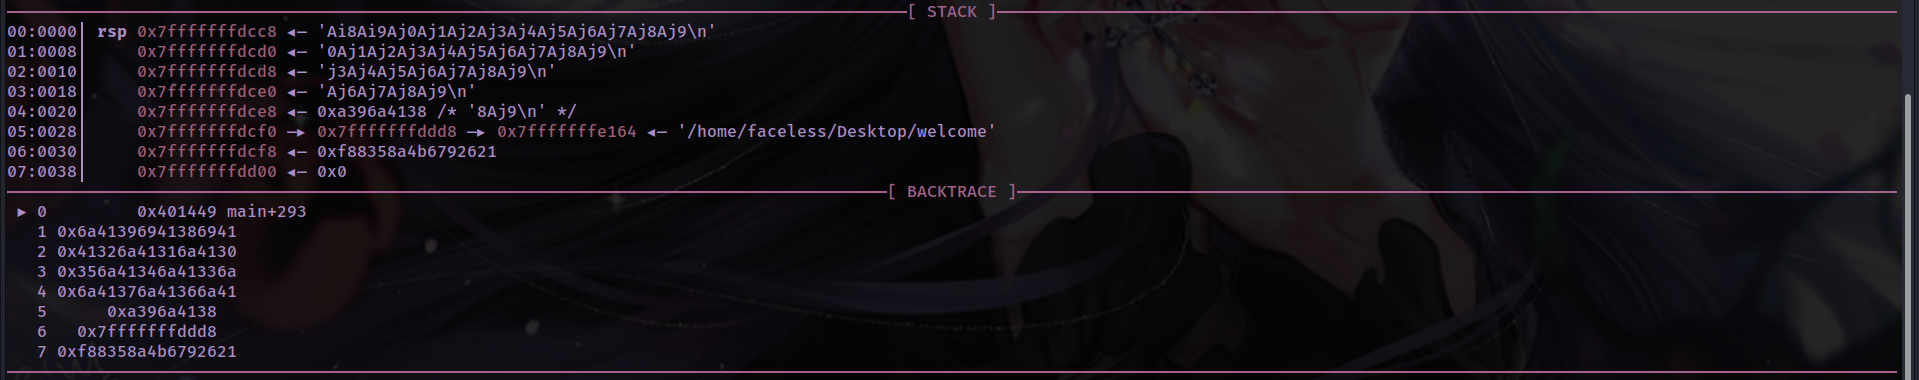 [ STACK ]
00:0000│ rsp 0x7fffffffdcc8 ◂— 'Ai8Ai9Aj0Aj1Aj2Aj3Aj4Aj5Aj6Aj7Aj8Aj9\n'
01:0008│ 0x7fffffffdcd0 ◂— '0Aj1Aj2Aj3Aj4Aj5Aj6Aj7Aj8Aj9\n'
02:0010│ 0x7fffffffdcd8 ◂— 'j3Aj4Aj5Aj6Aj7Aj8Aj9\n'
03:0018│ 0x7fffffffdce0 ◂— 'Aj6Aj7Aj8Aj9\n'
04:0020│ 0x7fffffffdce8 ◂— 0xa396a4138 /* '8Aj9\n' */
05:0028│ 0x7fffffffdcf0 —▸ 0x7fffffffddd8 —▸ 0x7fffffffe164 ◂— '/home/faceless/Desktop/welcome'
06:0030│ 0x7fffffffdcf8 ◂— 0xf88358a4b6792621
07:0038│ 0x7fffffffdd00 ◂— 0x0
[ BACKTRACE ]
► 0 0x401449 main+293
1 0x6a41396941386941
2 0x41326a41316a4130
3 0x356a41346a41336a
4 0x6a41376a41366a41
5 0xa396a4138
6 0x7fffffffddd8
7 0xf88358a4b6792621